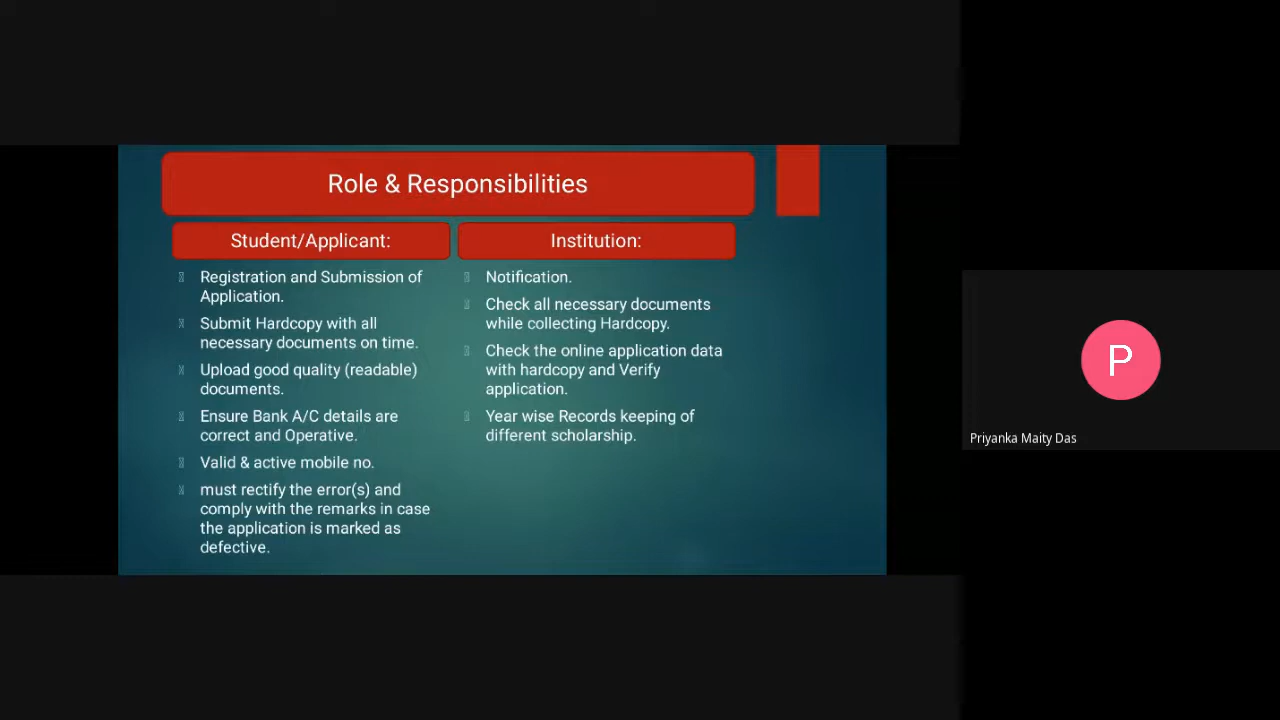 Role & Responsibilities
Student/Applicant:
Registration and Submission of
Application.
Submit Hardcopy with all
necessary documents on time.
Upload good quality (readable)
documents.
Ensure Bank A/C details are
correct and Operative.
Valid & active mobile no.
must rectify the error(s) and
comply with the remarks in case
the application is marked as
defective.
Institution:
Notification.
Check all necessary documents
while collecting Hardcopy.
Check the online application data
with hardcopy and Verify
application.
Year wise Records keeping of
different scholarship.
P
Priyanka Maity Das